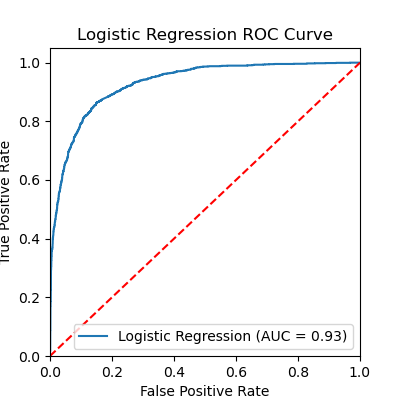 Logistic Regression ROC Curve
True Positive Rate
1.0
0.8
0.6
0.4
0.2
0.0
Logistic Regression (AUC = 0.93)
0.0 0.2 0.4 0.6 0.8 1.0
False Positive Rate